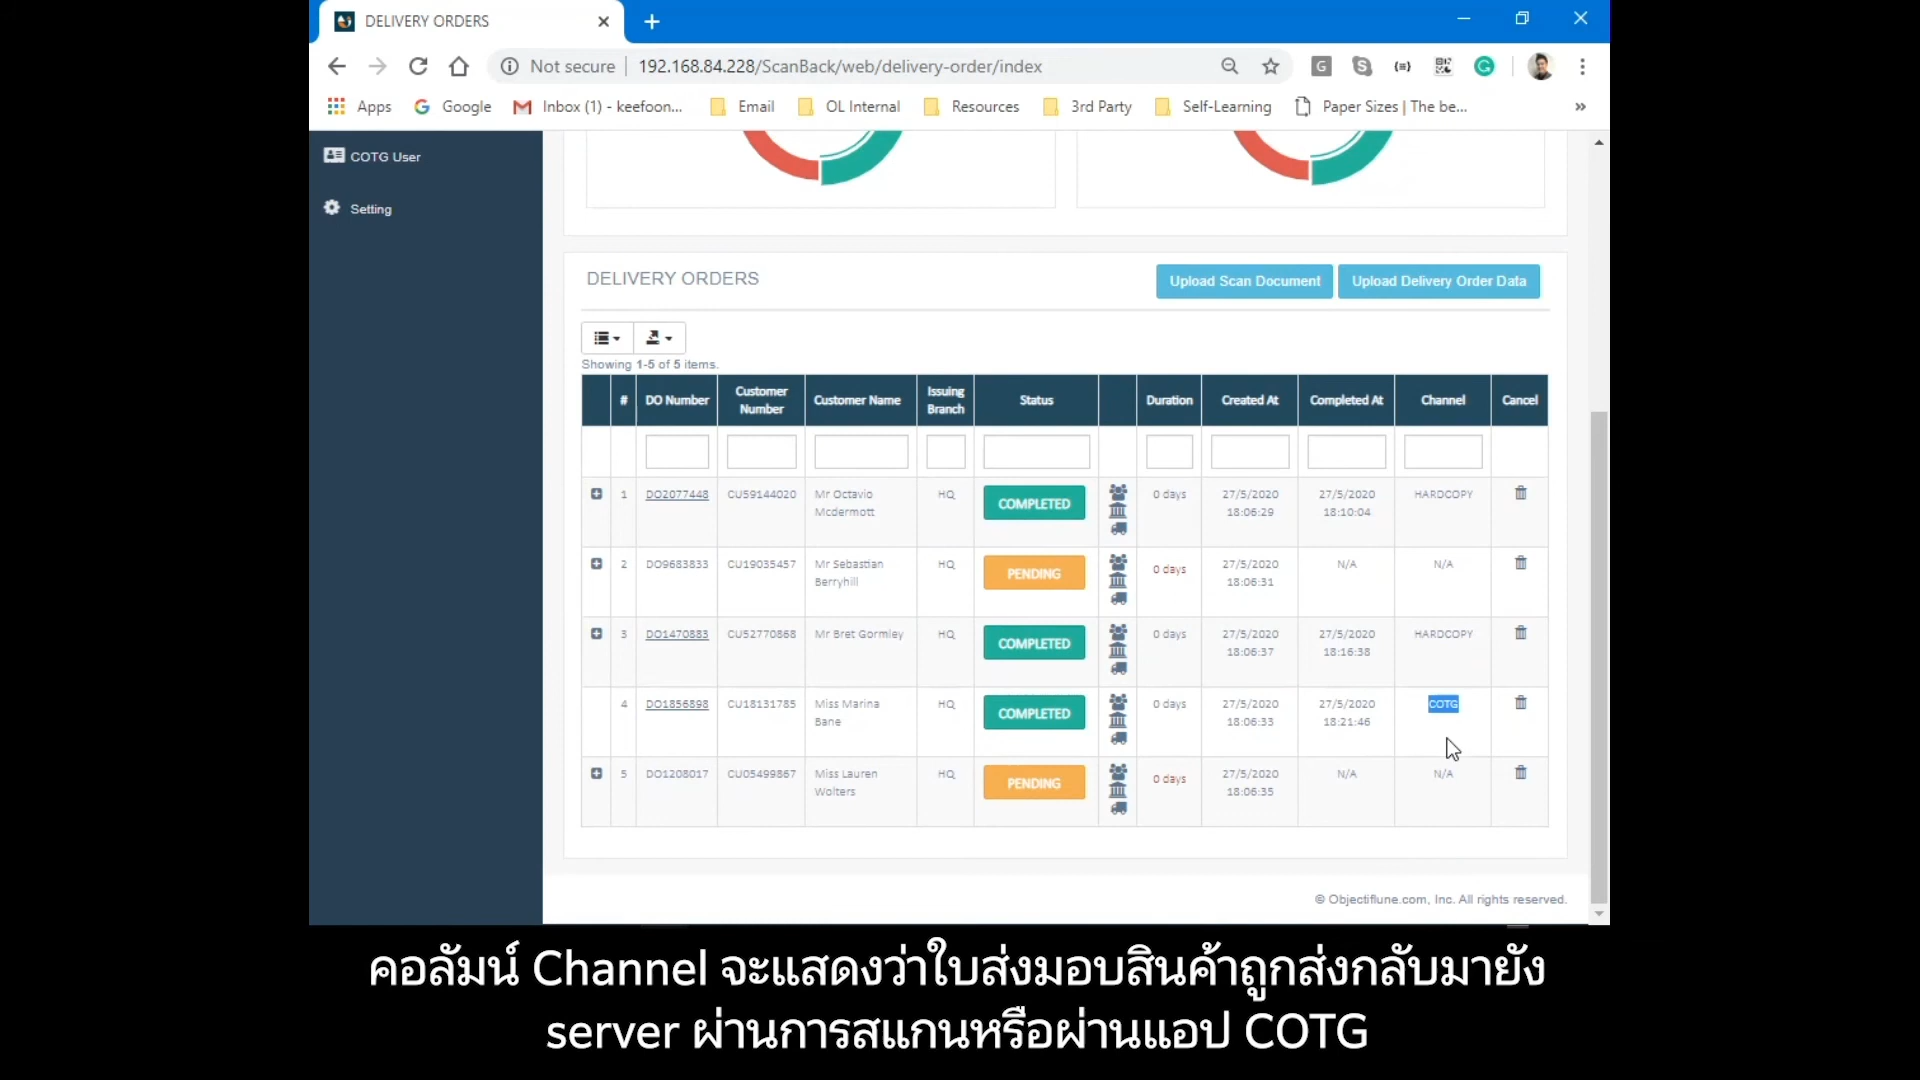 DELIVERY ORDERS
Not secure 192.168.84.228/ScanBack/web/delivery-order/index
Apps Google Inbox (1) - keefoon... Email OL Internal Resources 3rd Party Self-Learning Paper Sizes | The be... »
COTG User
Setting
DELIVERY ORDERS Upload Scan Document Upload Delivery Order Data
Showing 1-5 of 5 items.
# DO Number Customer Number Customer Name Issuing Branch Status Duration Created At Completed At Channel Cancel
1 DO2077448 CU59144020 Mr Octavio HQ COMPLETED 0 days 27/5/2020 27/5/2020 HARDCOPY
Mcdermott 18:06:29 18:10:04
2 DO9683833 CU19035457 Mr Sebastian HQ PENDING 0 days 27/5/2020 N/A N/A
Berryhill 18:06:31
3 DO1470883 CU52770868 Mr Bret Gormley HQ COMPLETED 0 days 27/5/2020 27/5/2020 HARDCOPY
18:06:37 18:16:38
4 DO1856898 CU18131785 Miss Marina HQ COMPLETED 0 days 27/5/2020 27/5/2020 COTG
Bane 18:06:33 18:21:46
5 DO1208017 CU05499867 Miss Lauren HQ PENDING 0 days 27/5/2020 N/A N/A
Wolters 18:06:35
© Objectiflune.com, Inc. All rights reserved.
คอลัมน์ Channel จะแสดงว่าใบส่งมอบสินค้าถูกส่งกลับมายัง
server ผ่านการสแกนหรือผ่านแอป COTG